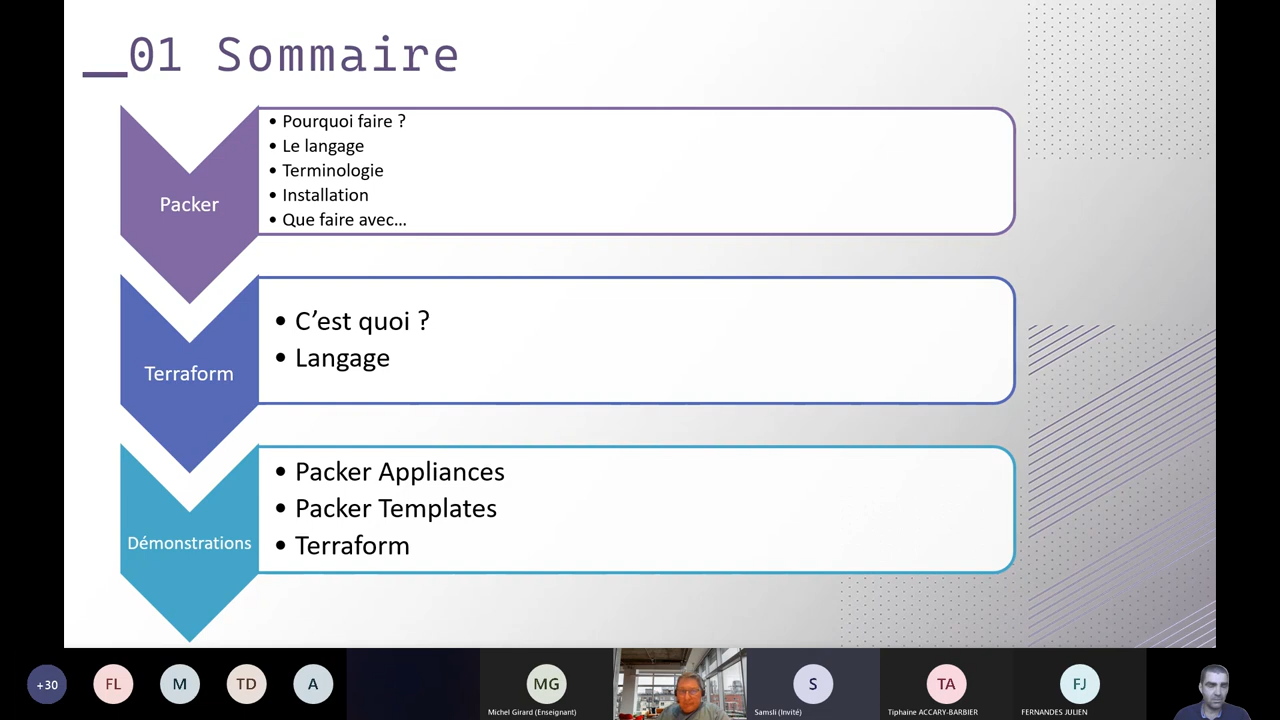 __01 Sommaire
Packer
• Pourquoi faire ?
• Le langage
• Terminologie
• Installation
• Que faire avec...
Terraform
• C’est quoi ?
• Langage
Démonstrations
• Packer Appliances
• Packer Templates
• Terraform
+30
FL
M
TD
A
MG
Michel Girard (Enseignant)
S
Samsli (Invité)
TA
Tiphaine ACCARY-BARBIER
FJ
FERNANDES JULIEN